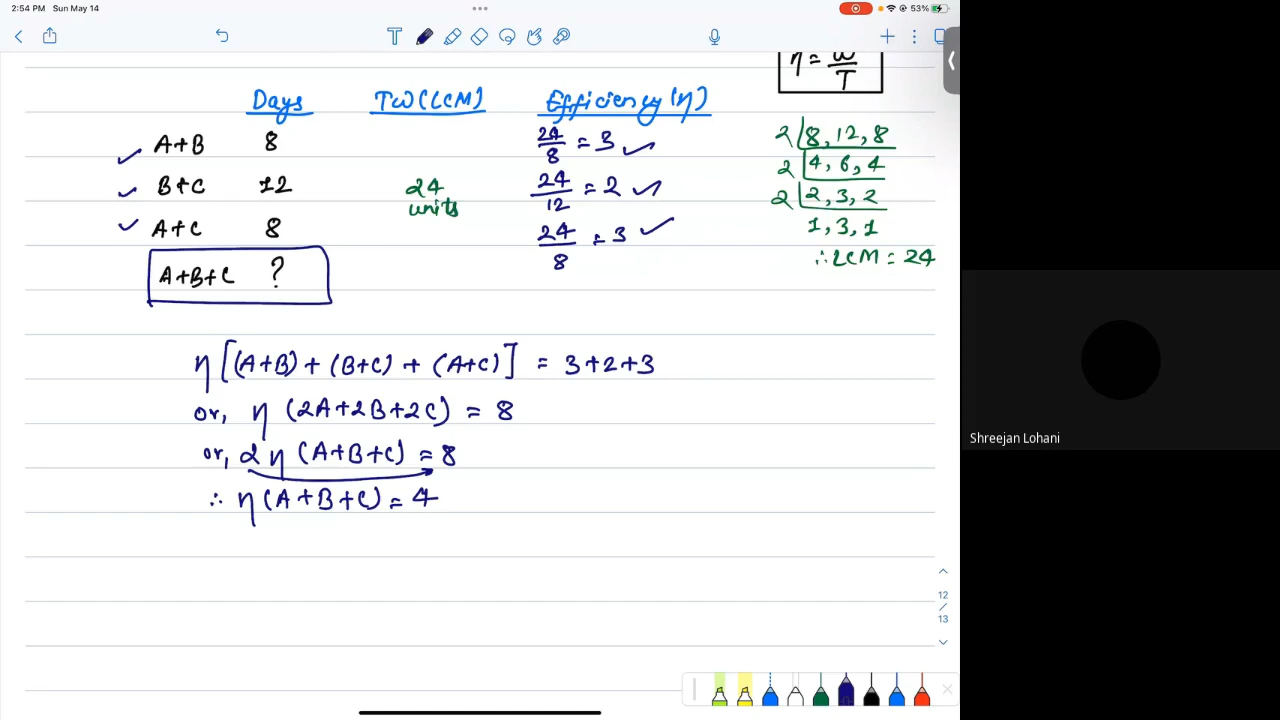 2:54 PM Sun May 14
53%
η = W/T
Days TW(LCM) Efficiency(η)
A+B 8 24/8 = 3
B+C 12 24 units 24/12 = 2
A+C 8 24/8 = 3
A+B+C ?
2 | 8, 12, 8
2 | 4, 6, 4
2 | 2, 3, 2
1, 3, 1
∴ LCM = 24
η [(A+B) + (B+C) + (A+C)] = 3+2+3
or, η (2A+2B+2C) = 8
or, 2 η (A+B+C) = 8
∴ η (A+B+C) = 4
12
/
13
Shreejan Lohani